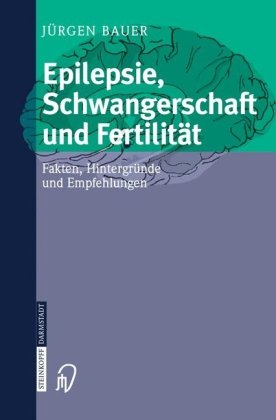 JÜRGEN BAUER
Epilepsie,
Schwangerschaft
und Fertilität
Fakten, Hintergründe
und Empfehlungen
STEINKOPFF
DARMSTADT